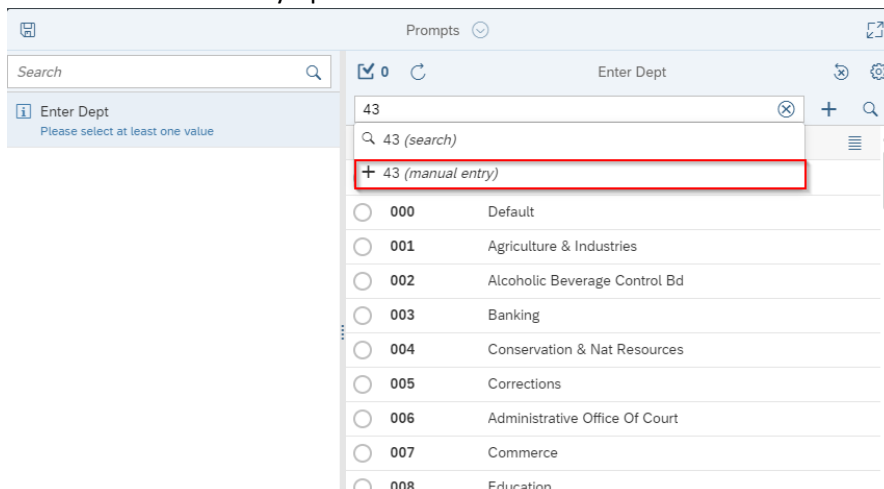 Prompts
Search
0
Enter Dept
Enter Dept
Please select at least one value
43
43 (search)
43 (manual entry)
000 Default
001 Agriculture & Industries
002 Alcoholic Beverage Control Bd
003 Banking
004 Conservation & Nat Resources
005 Corrections
006 Administrative Office Of Court
007 Commerce
008 Education